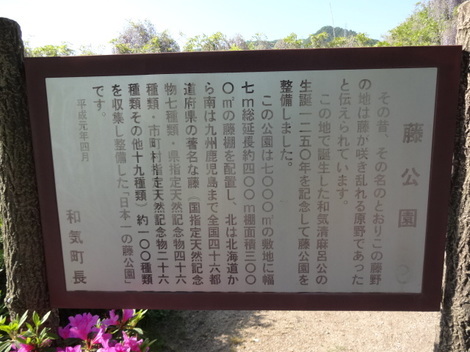 藤公園
その昔、その名のとおりこの藤野
の地は藤が咲き乱れる原野であった
と伝えられています。
この地で誕生した和気清麻呂公の
生誕一二五〇年を記念して藤公園を
整備しました。
この公園は七〇〇〇㎡の敷地に幅
七m総延長約四〇〇m棚面積三〇〇
〇㎡の藤棚を配置し、北は北海道か
ら南は九州鹿児島まで全国四十六都
道府県の著名な藤（国指定天然記念
物七種類・県指定天然記念物四十六
種類・市町村指定天然記念物二十六
種類その他十九種類）約一〇〇種類
を収集し整備した「日本一の藤公園」
です。
平成元年四月
和気町長